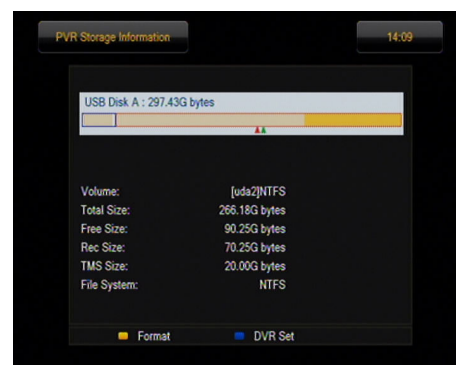 PVR Storage Information 14:09
USB Disk A : 297.43G bytes
Volume: [uda2]NTFS
Total Size: 266.18G bytes
Free Size: 90.25G bytes
Rec Size: 70.25G bytes
TMS Size: 20.00G bytes
File System: NTFS
Format DVR Set